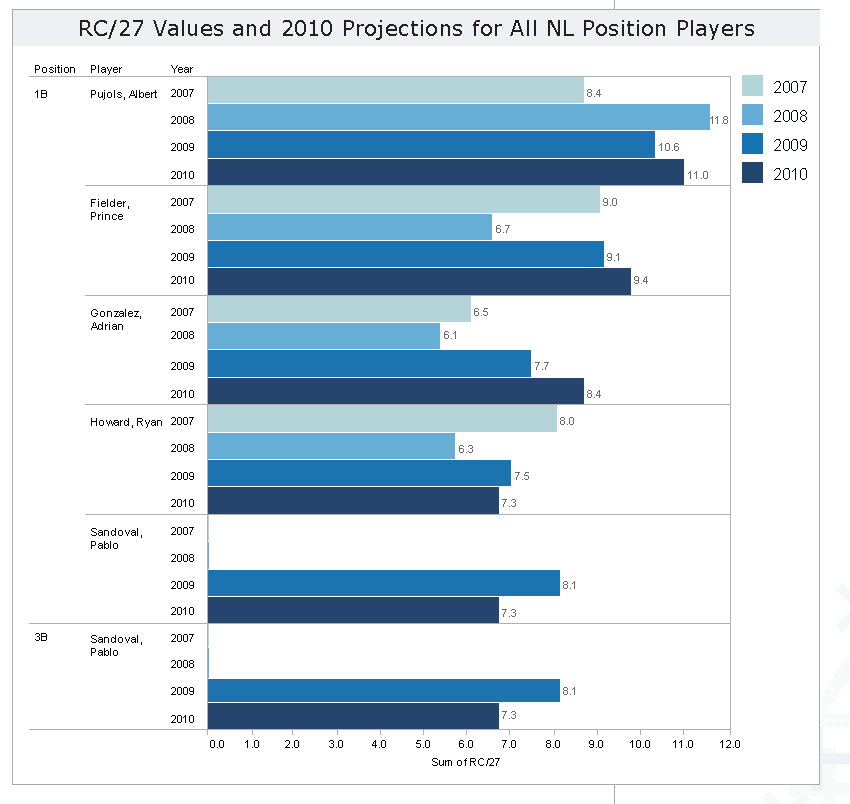 RC/27 Values and 2010 Projections for All NL Position Players
Position Player Year
1B Pujols, Albert 2007 8.4
2008 11.8
2009 10.6
2010 11.0
Fielder, Prince 2007 9.0
2008 6.7
2009 9.1
2010 9.4
Gonzalez, Adrian 2007 6.5
2008 6.1
2009 7.7
2010 8.4
Howard, Ryan 2007 8.0
2008 6.3
2009 7.5
2010 7.3
Sandoval, Pablo 2007
2008
2009 8.1
2010 7.3
3B Sandoval, Pablo 2007
2008
2009 8.1
2010 7.3
0.0 1.0 2.0 3.0 4.0 5.0 6.0 7.0 8.0 9.0 10.0 11.0 12.0
Sum of RC/27
2007
2008
2009
2010